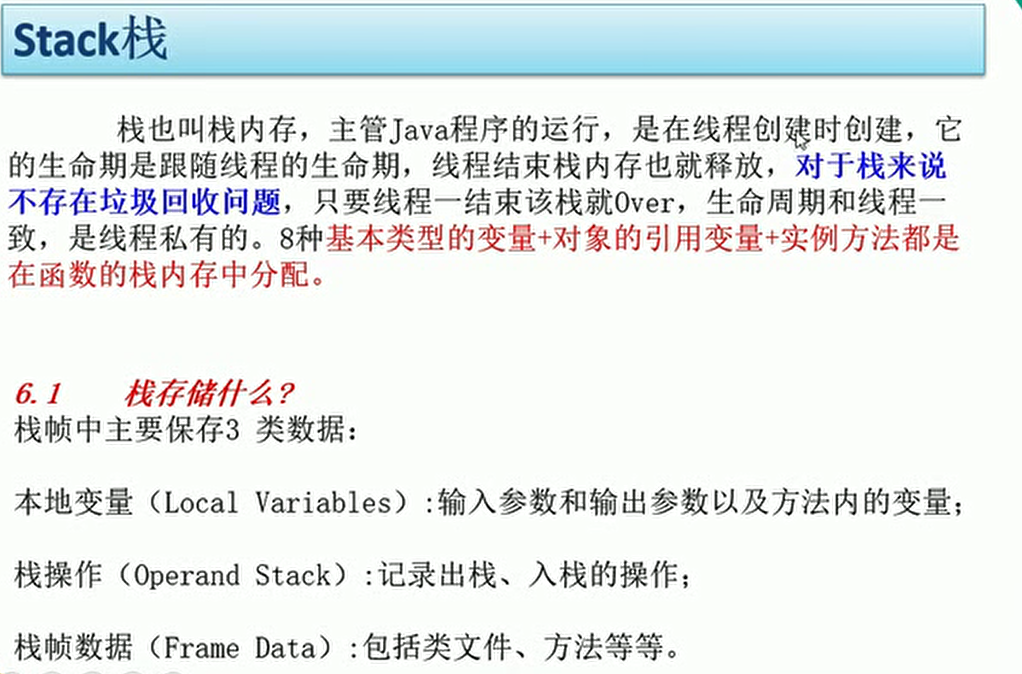 Stack栈
栈也叫栈内存，主管Java程序的运行，是在线程创建时创建，它
的生命期是跟随线程的生命期，线程结束栈内存也就释放，对于栈来说
不存在垃圾回收问题，只要线程一结束该栈就Over，生命周期和线程一
致，是线程私有的。8种基本类型的变量+对象的引用变量+实例方法都是
在函数的栈内存中分配。
6.1 栈存储什么？
栈帧中主要保存3 类数据：
本地变量（Local Variables）:输入参数和输出参数以及方法内的变量；
栈操作（Operand Stack）:记录出栈、入栈的操作；
栈帧数据（Frame Data）:包括类文件、方法等等。